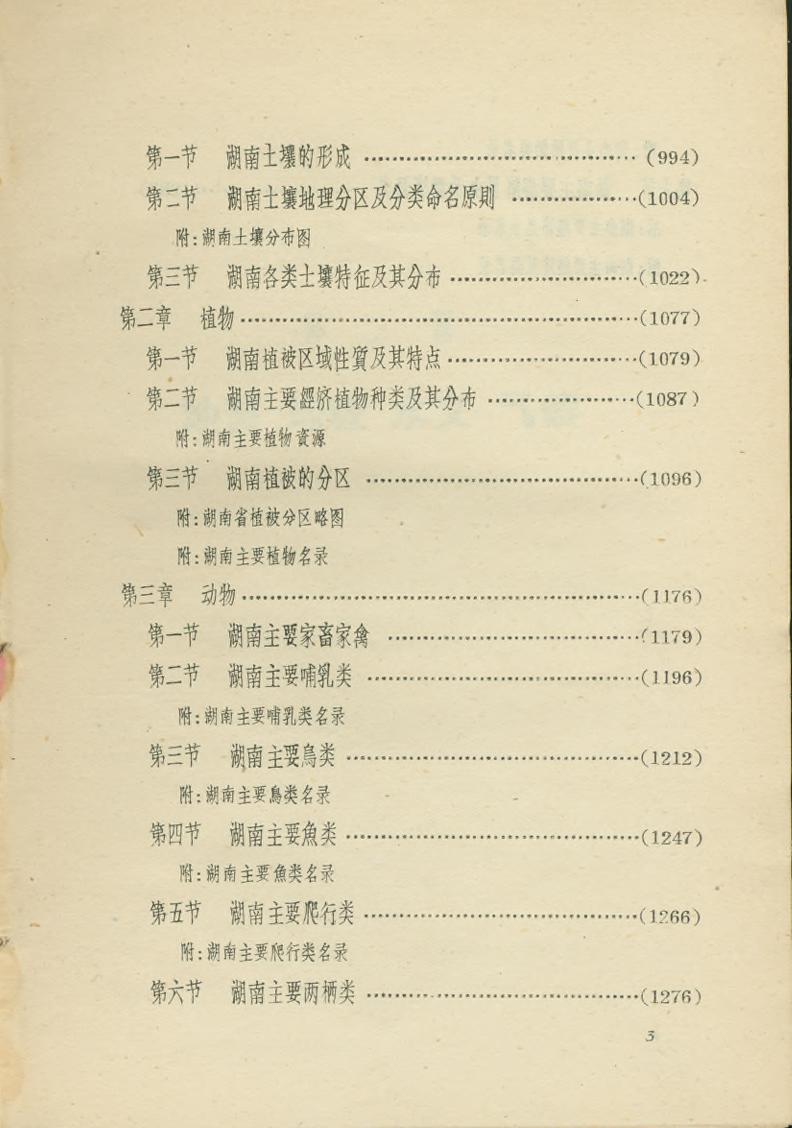 第一节 湖南土壤的形成 ………………………………… (994)
第二节 湖南土壤地理分区及分类命名原則 ………………(1004)
附:湖南土壤分布图
第三节 湖南各类土壤特征及其分布 ………………………(1022)
第二章 植物 …………………………………………………(1077)
第一节 湖南植被区域性質及其特点 ………………………(1079)
第二节 湖南主要經济植物种类及其分布 …………………(1087)
附:湖南主要植物資源
第三节 湖南植被的分区 ……………………………………(1096)
附:湖南省植被分区略图
附:湖南主要植物名录
第三章 动物 …………………………………………………(1176)
第一节 湖南主要家畜家禽 …………………………………(1179)
第二节 湖南主要哺乳类 ……………………………………(1196)
附:湖南主要哺乳类名录
第三节 湖南主要鳥类 ………………………………………(1212)
附:湖南主要鳥类名录
第四节 湖南主要魚类 ………………………………………(1247)
附:湖南主要魚类名录
第五节 湖南主要爬行类 ……………………………………(1266)
附:湖南主要爬行类名录
第六节 湖南主要两栖类 ……………………………………(1276)
3